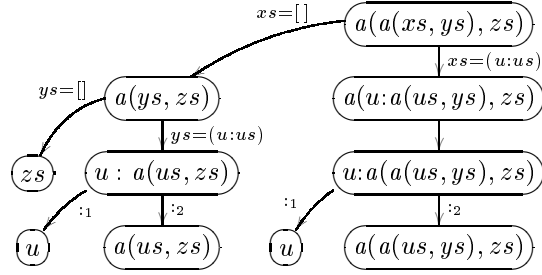 xs=[ ] a(a(xs, ys), zs)
xs=(u:us)
ys=[] a(ys, zs) a(u:a(us, ys), zs)
ys=(u:us)
zs u : a(us, zs) u:a(a(us, ys), zs)
:₁ :₂ :₁ :₂
u a(us, zs) u a(a(us, ys), zs)